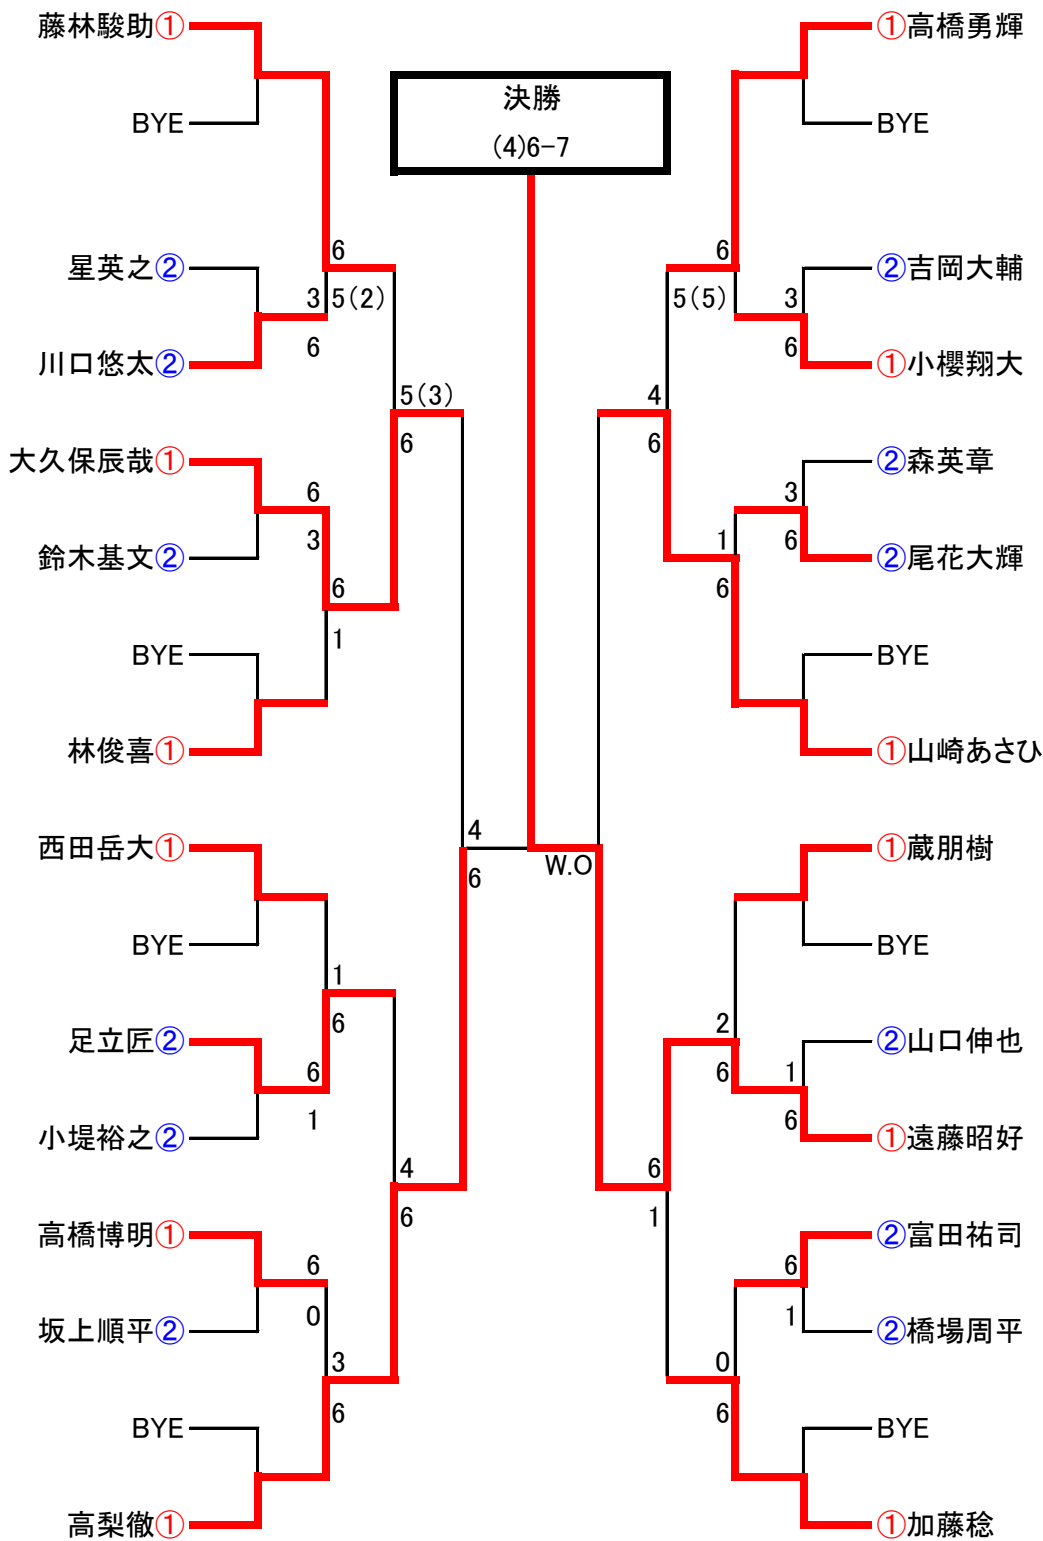 藤林駿助①
BYE
星英之②
川口悠太②
大久保辰哉①
鈴木基文②
BYE
林俊喜①
西田岳大①
BYE
足立匠②
小堤裕之②
高橋博明①
坂上順平②
BYE
高梨徹①
3
6
6
3
6
1
6
0
6
5(2)
6
1
1
6
3
6
5(3)
6
4
6
4
6
決勝
(4)6-7
W.O
4
6
6
1
6
5(5)
1
6
2
6
0
6
3
6
3
6
1
6
6
1
①高橋勇輝
BYE
②吉岡大輔
①小櫻翔大
②森英章
②尾花大輝
BYE
①山崎あさひ
①蔵朋樹
BYE
②山口伸也
①遠藤昭好
②富田祐司
②橋場周平
BYE
①加藤稔